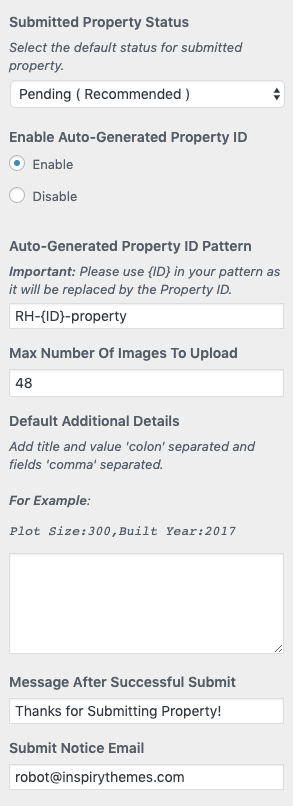 Submitted Property Status
Select the default status for submitted
property.
Pending ( Recommended )
Enable Auto-Generated Property ID
Enable
Disable
Auto-Generated Property ID Pattern
Important: Please use {ID} in your pattern as
it will be replaced by the Property ID.
RH-{ID}-property
Max Number Of Images To Upload
48
Default Additional Details
Add title and value 'colon' separated and
fields 'comma' separated.
For Example:
Plot Size:300,Built Year:2017
Message After Successful Submit
Thanks for Submitting Property!
Submit Notice Email
robot@inspirythemes.com